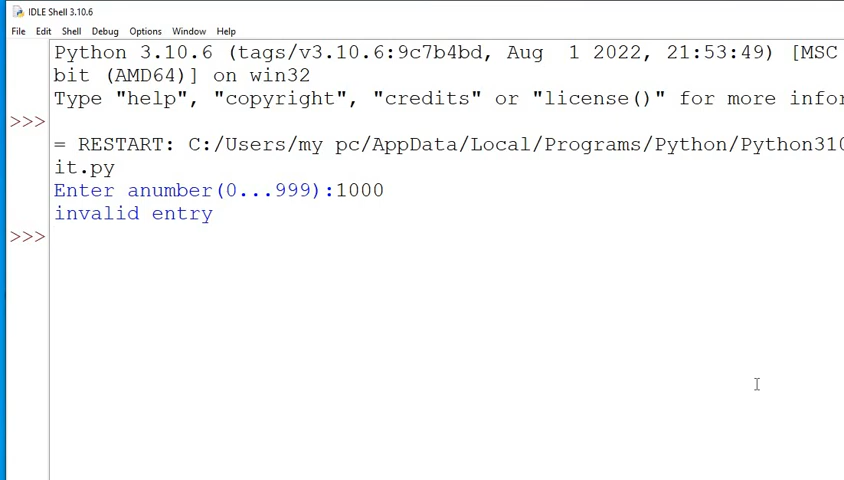 IDLE Shell 3.10.6
File Edit Shell Debug Options Window Help
Python 3.10.6 (tags/v3.10.6:9c7b4bd, Aug  1 2022, 21:53:49) [MSC
bit (AMD64)] on win32
Type "help", "copyright", "credits" or "license()" for more infor
>>>
= RESTART: C:/Users/my pc/AppData/Local/Programs/Python/Python310
it.py
Enter anumber(0...999):1000
invalid entry
>>>